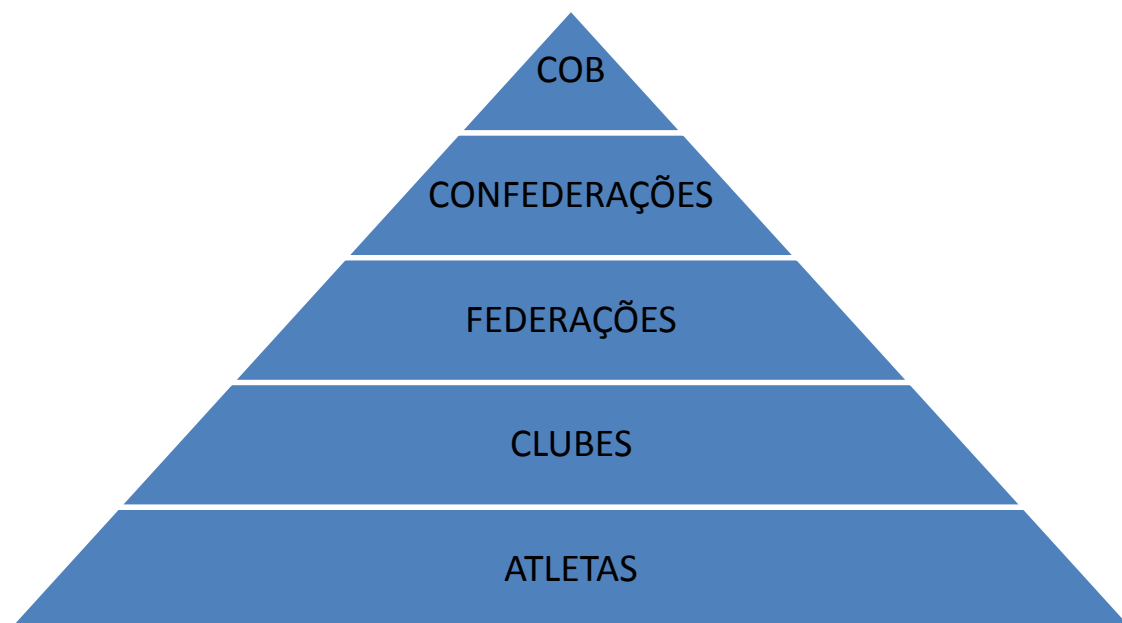 COB
CONFEDERAÇÕES
FEDERAÇÕES
CLUBES
ATLETAS